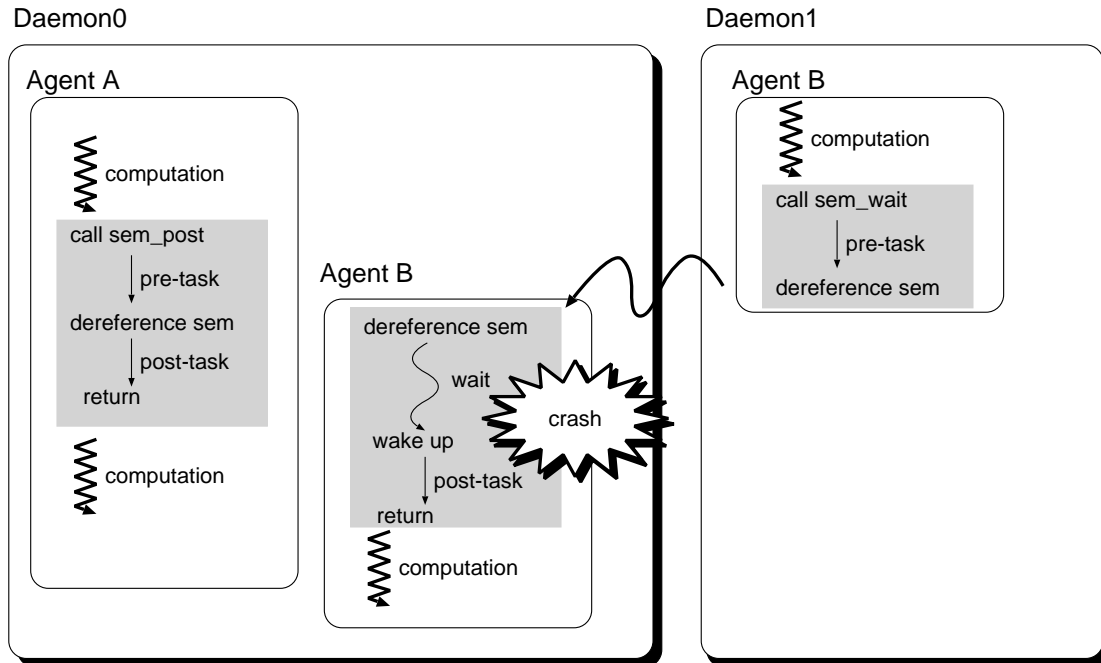 Daemon0
Agent A
computation
call sem_post
pre-task
dereference sem
post-task
return
computation
Agent B
dereference sem
wait
crash
wake up
post-task
return
computation
Daemon1
Agent B
computation
call sem_wait
pre-task
dereference sem